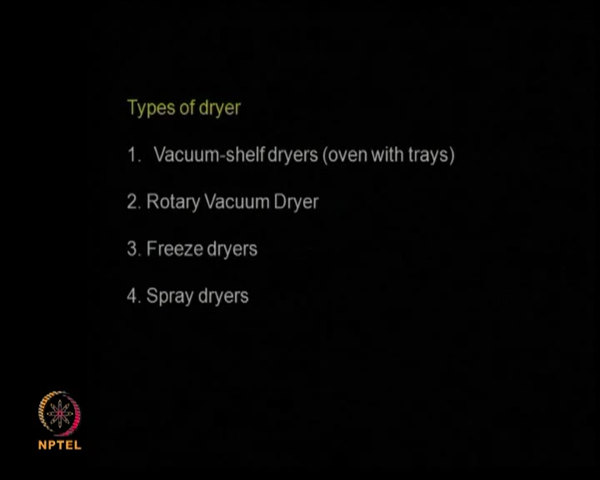 Types of dryer
1. Vacuum-shelf dryers (oven with trays)
2. Rotary Vacuum Dryer
3. Freeze dryers
4. Spray dryers
NPTEL